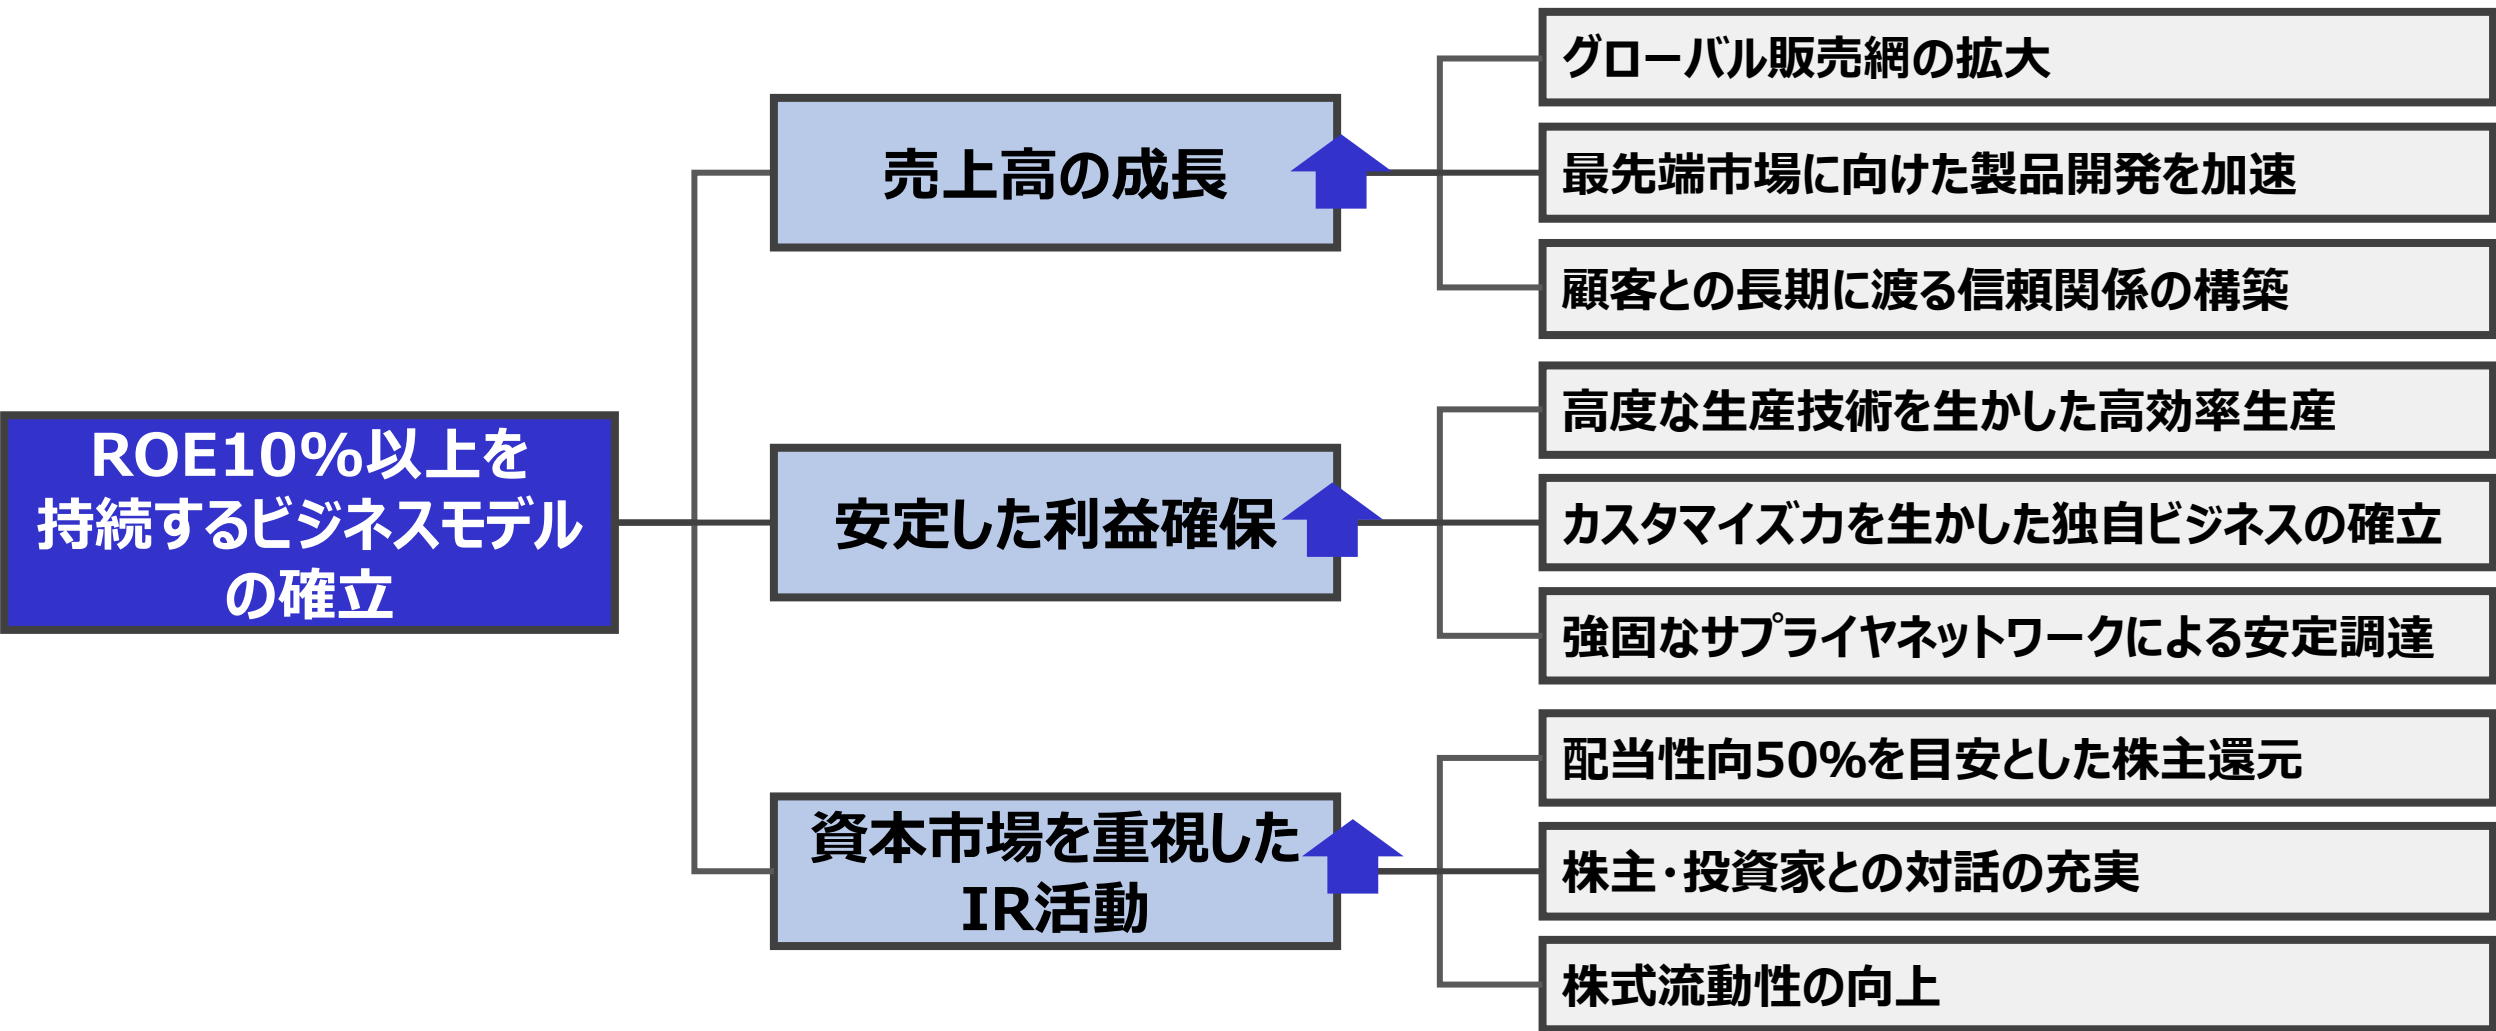 ROE10%以上を
持続するビジネスモデル
の確立
売上高の成長
グローバル販売網の拡大
最先端市場に向けた製品開発を加速
顧客との長期に渡る信頼関係の構築
安定した利益確保
高度な生産技術を生かした高効率生産
カスタマイズ力を生かしたビジネスの確立
強固なサプライヤネットワークによる安定調達
資本市場を重視した
IR活動
配当性向50%を目安とした株主還元
株主・投資家との対話の充実
株式流動性の向上